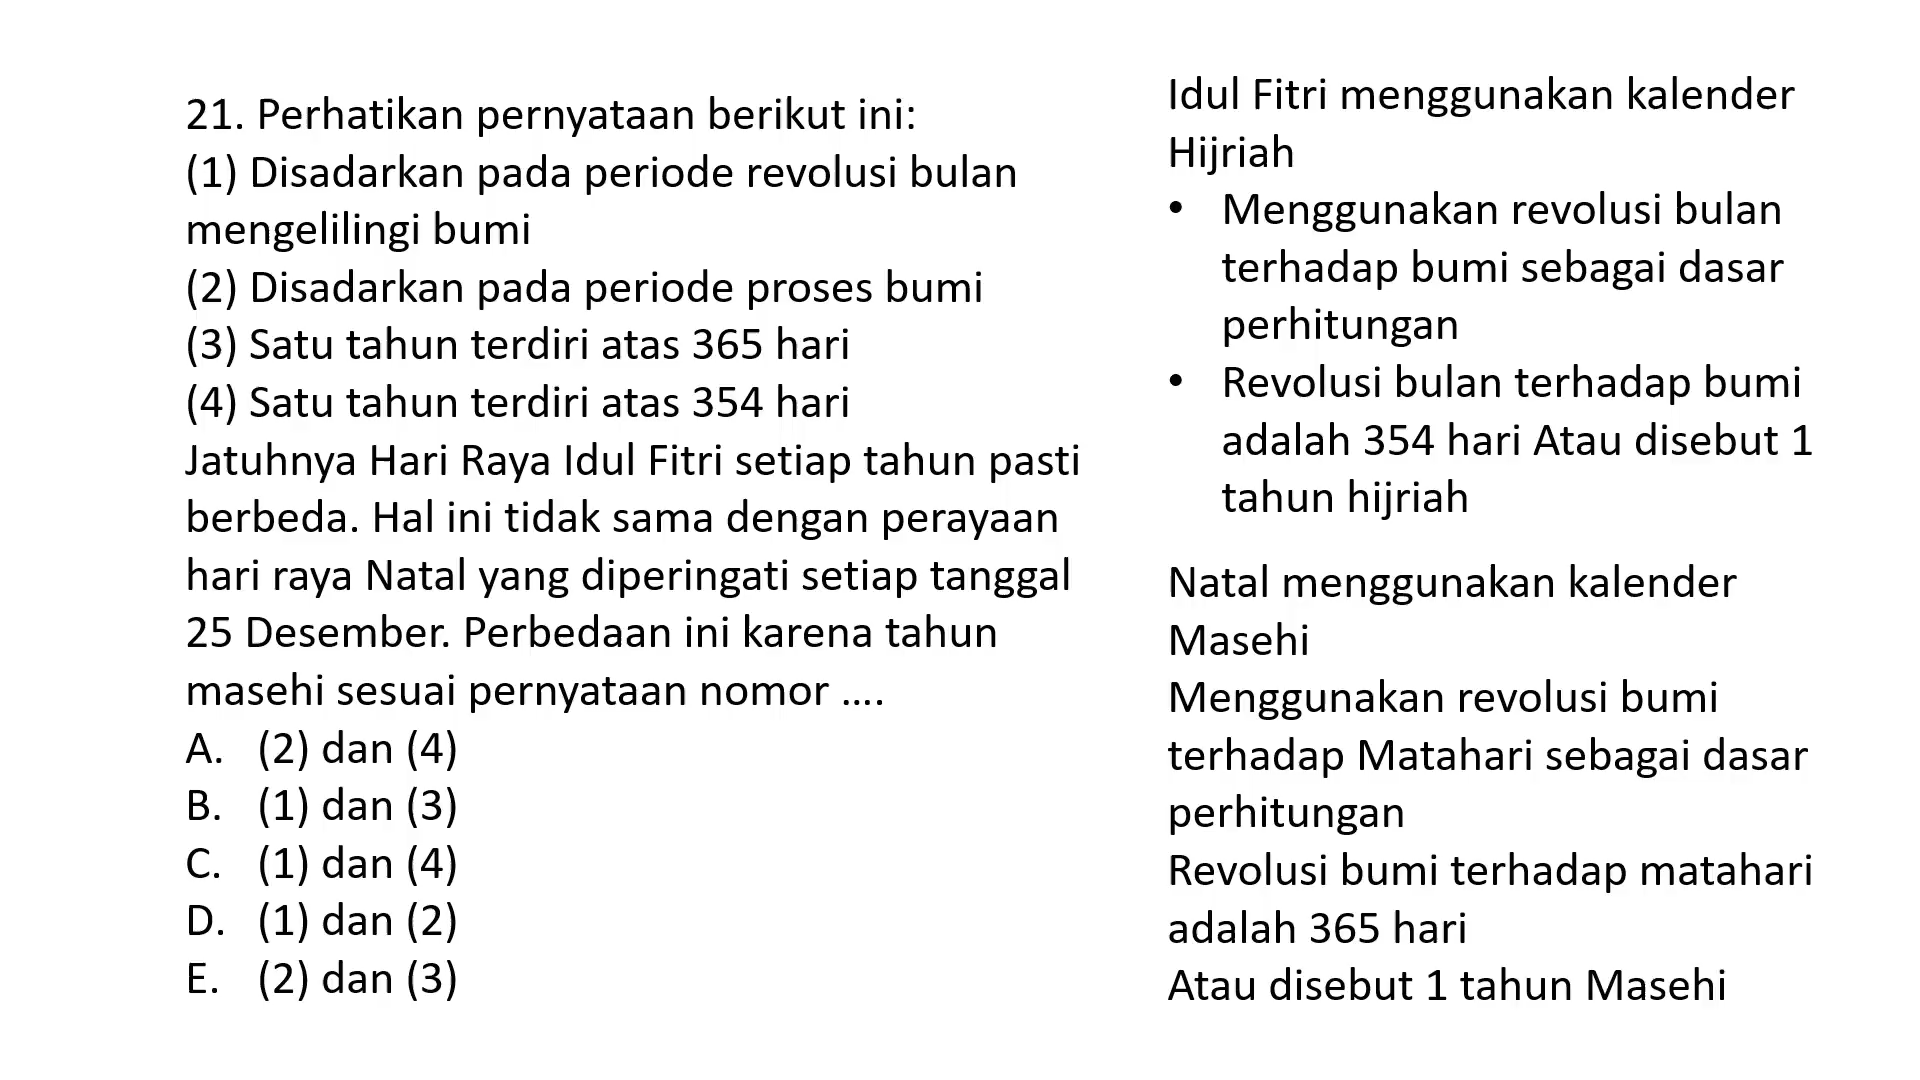 21. Perhatikan pernyataan berikut ini:
(1) Disadarkan pada periode revolusi bulan
mengelilingi bumi
(2) Disadarkan pada periode proses bumi
(3) Satu tahun terdiri atas 365 hari
(4) Satu tahun terdiri atas 354 hari
Jatuhnya Hari Raya Idul Fitri setiap tahun pasti
berbeda. Hal ini tidak sama dengan perayaan
hari raya Natal yang diperingati setiap tanggal
25 Desember. Perbedaan ini karena tahun
masehi sesuai pernyataan nomor ....
A. (2) dan (4)
B. (1) dan (3)
C. (1) dan (4)
D. (1) dan (2)
E. (2) dan (3)
Idul Fitri menggunakan kalender
Hijriah
• Menggunakan revolusi bulan
terhadap bumi sebagai dasar
perhitungan
• Revolusi bulan terhadap bumi
adalah 354 hari Atau disebut 1
tahun hijriah
Natal menggunakan kalender
Masehi
Menggunakan revolusi bumi
terhadap Matahari sebagai dasar
perhitungan
Revolusi bumi terhadap matahari
adalah 365 hari
Atau disebut 1 tahun Masehi